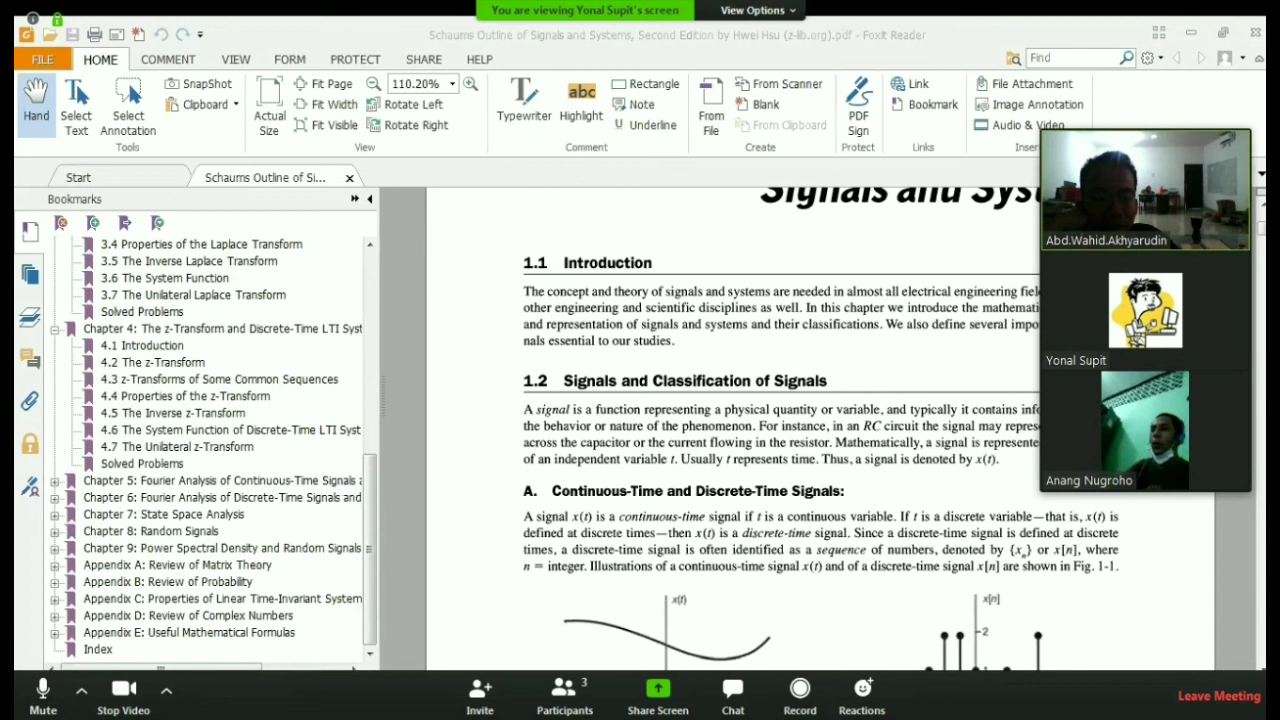 You are viewing Yonal Supit's screen
View Options
Schaums Outline of Signals and Systems, Second Edition by Hwei Hsu (z-lib.org).pdf - Foxit Reader
FILE HOME COMMENT VIEW FORM PROTECT SHARE HELP
Find
Hand
Select Text
Select Annotation
SnapShot
Clipboard
Tools
Actual Size
Fit Page
Fit Width
Fit Visible
110.20%
Rotate Left
Rotate Right
View
Typewriter
Highlight
Rectangle
Note
Underline
Comment
From File
From Scanner
Blank
From Clipboard
Create
PDF Sign
Protect
Link
Bookmark
Links
File Attachment
Image Annotation
Audio & Video
Inser
Start
Schaums Outline of Si...
Bookmarks
3.4 Properties of the Laplace Transform
3.5 The Inverse Laplace Transform
3.6 The System Function
3.7 The Unilateral Laplace Transform
Solved Problems
Chapter 4: The z-Transform and Discrete-Time LTI Syst
4.1 Introduction
4.2 The z-Transform
4.3 z-Transforms of Some Common Sequences
4.4 Properties of the z-Transform
4.5 The Inverse z-Transform
4.6 The System Function of Discrete-Time LTI Syst
4.7 The Unilateral z-Transform
Solved Problems
Chapter 5: Fourier Analysis of Continuous-Time Signals a
Chapter 6: Fourier Analysis of Discrete-Time Signals and
Chapter 7: State Space Analysis
Chapter 8: Random Signals
Chapter 9: Power Spectral Density and Random Signals
Appendix A: Review of Matrix Theory
Appendix B: Review of Probability
Appendix C: Properties of Linear Time-Invariant System
Appendix D: Review of Complex Numbers
Appendix E: Useful Mathematical Formulas
Index
Signals and Sys
1.1 Introduction
The concept and theory of signals and systems are needed in almost all electrical engineering fiel
other engineering and scientific disciplines as well. In this chapter we introduce the mathemati
and representation of signals and systems and their classifications. We also define several impo
nals essential to our studies.
1.2 Signals and Classification of Signals
A signal is a function representing a physical quantity or variable, and typically it contains info
the behavior or nature of the phenomenon. For instance, in an RC circuit the signal may repres
across the capacitor or the current flowing in the resistor. Mathematically, a signal is represente
of an independent variable t. Usually t represents time. Thus, a signal is denoted by x(t).
A. Continuous-Time and Discrete-Time Signals:
A signal x(t) is a continuous-time signal if t is a continuous variable. If t is a discrete variable—that is, x(t) is
defined at discrete times—then x(t) is a discrete-time signal. Since a discrete-time signal is defined at discrete
times, a discrete-time signal is often identified as a sequence of numbers, denoted by {xn} or x[n], where
n = integer. Illustrations of a continuous-time signal x(t) and of a discrete-time signal x[n] are shown in Fig. 1-1.
x(t)
x[n]
2
Abd.Wahid.Akhyarudin
Yonal Supit
Anang Nugroho
Mute
Stop Video
Invite
Participants
3
Share Screen
Chat
Record
Reactions
Leave Meeting